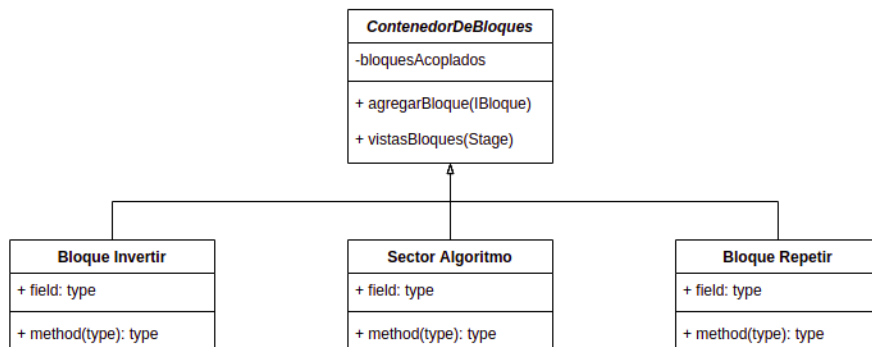 ContenedorDeBloques
-bloquesAcoplados
+ agregarBloque(IBloque)
+ vistasBloques(Stage)
Bloque Invertir
+ field: type
+ method(type): type
Sector Algoritmo
+ field: type
+ method(type): type
Bloque Repetir
+ field: type
+ method(type): type